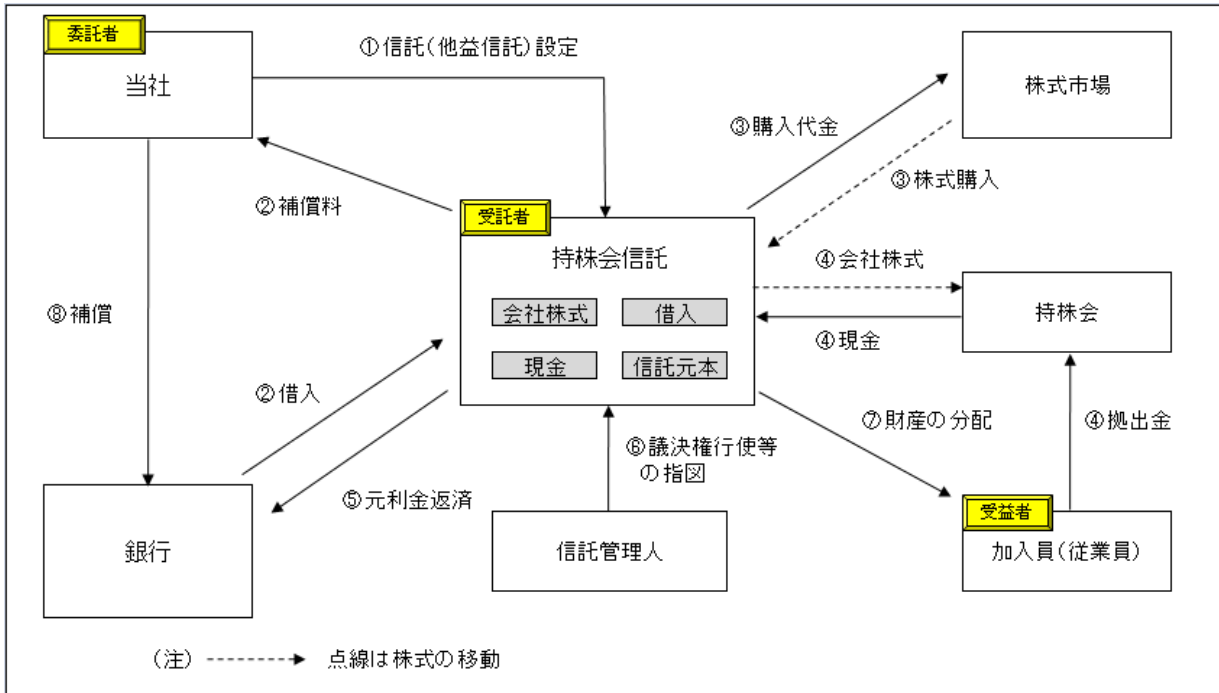 委託者
当社
①信託(他益信託)設定
株式市場
③購入代金
③株式購入
②補償料
受託者
持株会信託
会社株式
借入
現金
信託元本
④会社株式
持株会
④現金
⑧補償
②借入
⑤元利金返済
⑥議決権行使等
の指図
⑦財産の分配
④拠出金
銀行
信託管理人
受益者
加入員(従業員)
(注)
点線は株式の移動